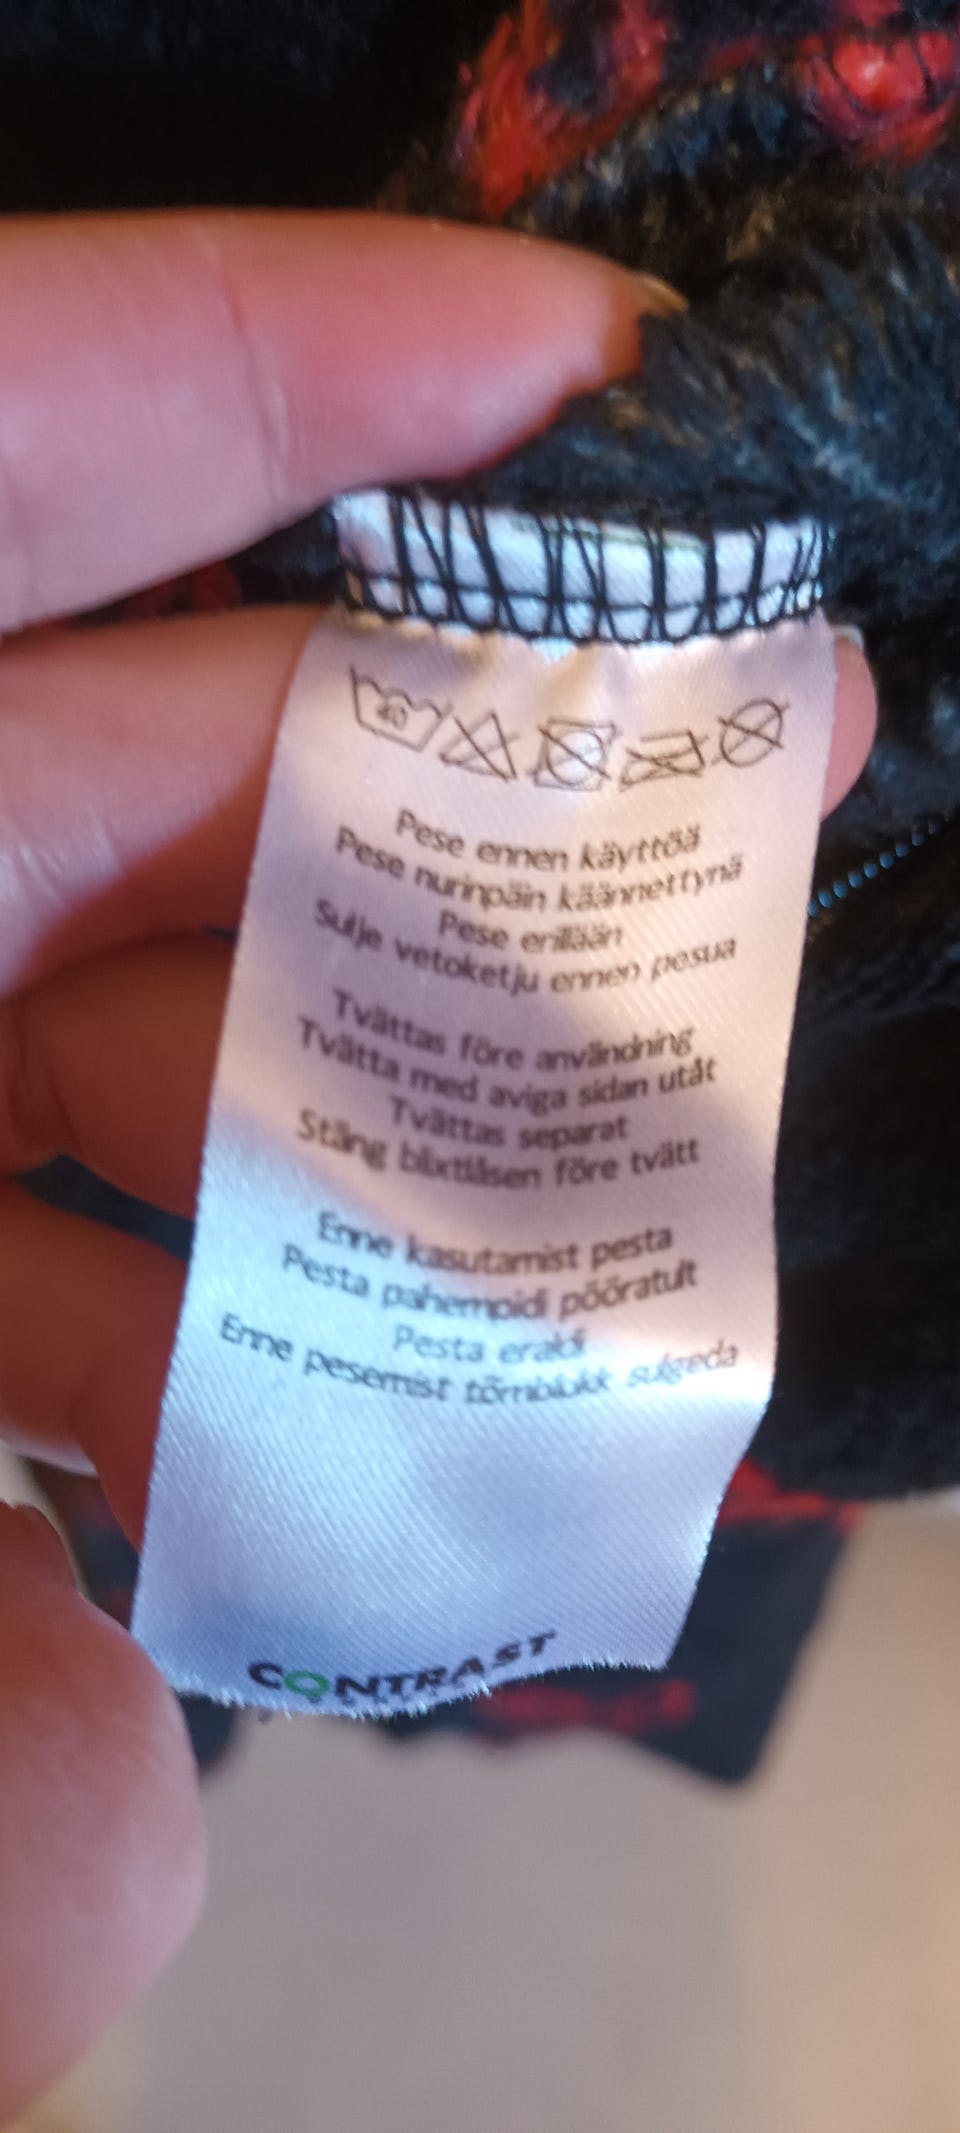 40
Pese ennen käyttöä
Pese nurinpäin käännettynä
Pese erillään
Sulje vetoketju ennen pesua
Tvättas före användning
Tvätta med aviga sidan utåt
Tvättas separat
Stäng blixtlåsen före tvätt
Enne kasutamist pesta
Pesta pahempidi pööratult
Pesta eraldi
Enne pesemist tõmblukk sulgeda
CONTRAST